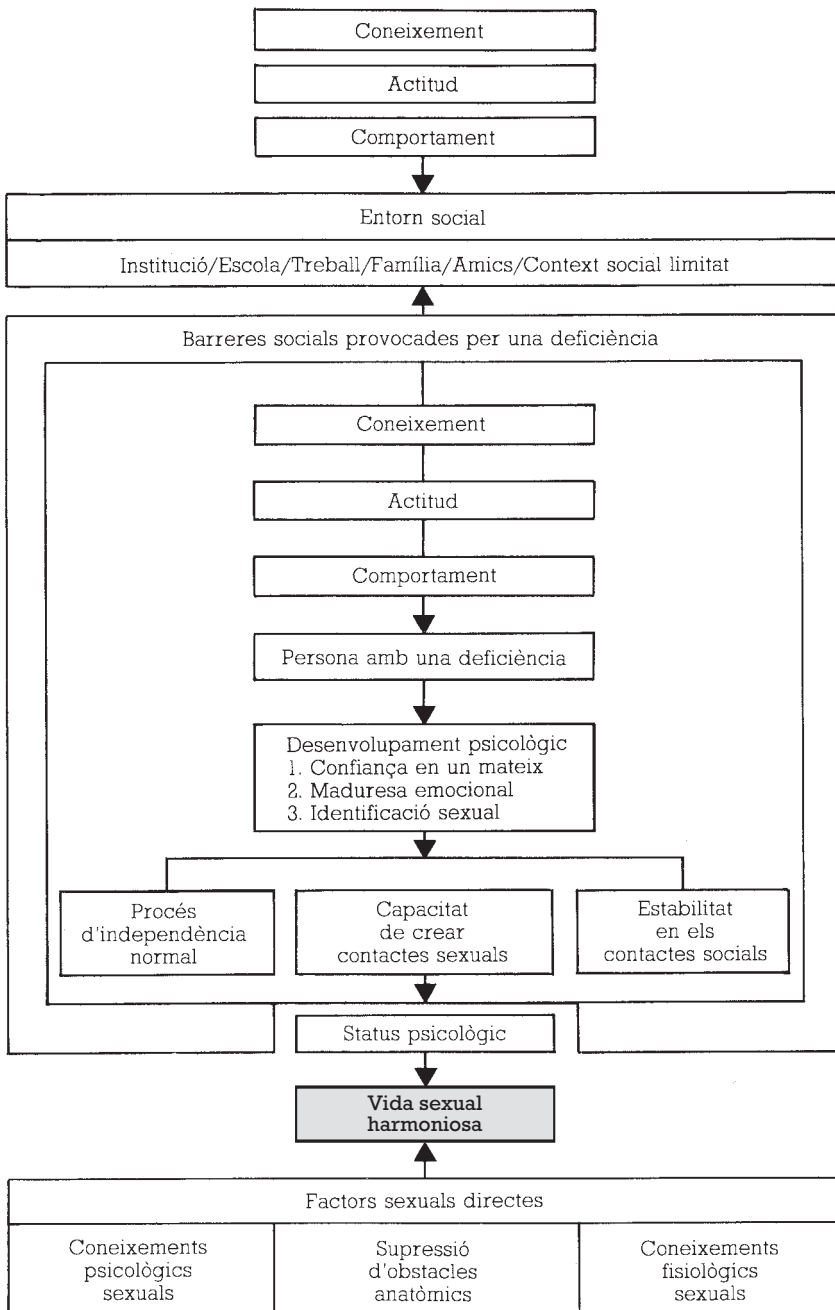 Coneixement
Actitud
Comportament
Entorn social
Institució/Escola/Treball/Família/Amics/Context social limitat
Barreres socials provocades per una deficiència
Coneixement
Actitud
Comportament
Persona amb una deficiència
Desenvolupament psicològic
1. Confiança en un mateix
2. Maduresa emocional
3. Identificació sexual
Procés
d'independència
normal
Capacitat
de crear
contactes sexuals
Estabilitat
en els
contactes socials
Status psicològic
Vida sexual
harmoniosa
Factors sexuals directes
Coneixements
psicològics
sexuals
Supressió
d'obstacles
anatòmics
Coneixements
fisiològics
sexuals